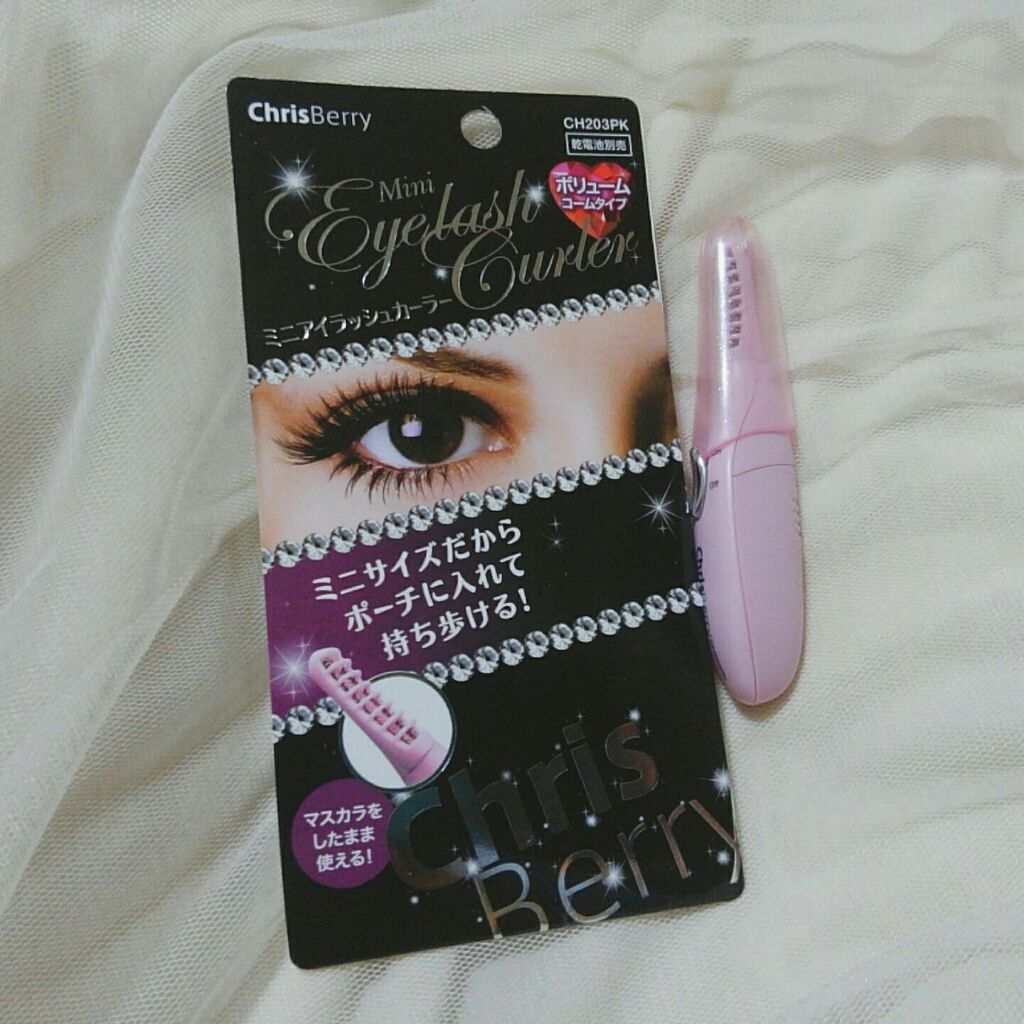 ChrisBerry
CH203PK
乾電池別売
Mini
Eyelash
Curler
ボリューム
コームタイプ
ミニアイラッシュカーラー
ミニサイズだから
ポーチに入れて
持ち歩ける!
マスカラを
したまま
使える!
Chris
Berry